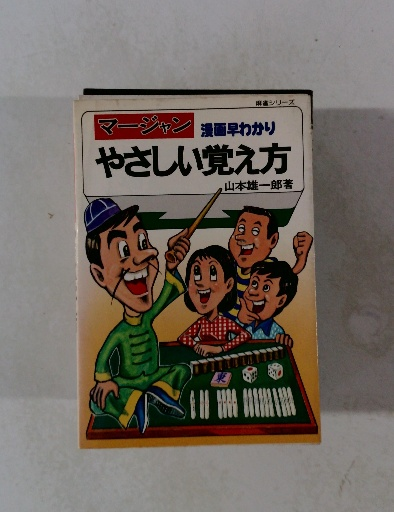 麻雀シリーズ
マージャン 漫画早わかり
やさしい覚え方
山本雄一郎著
東